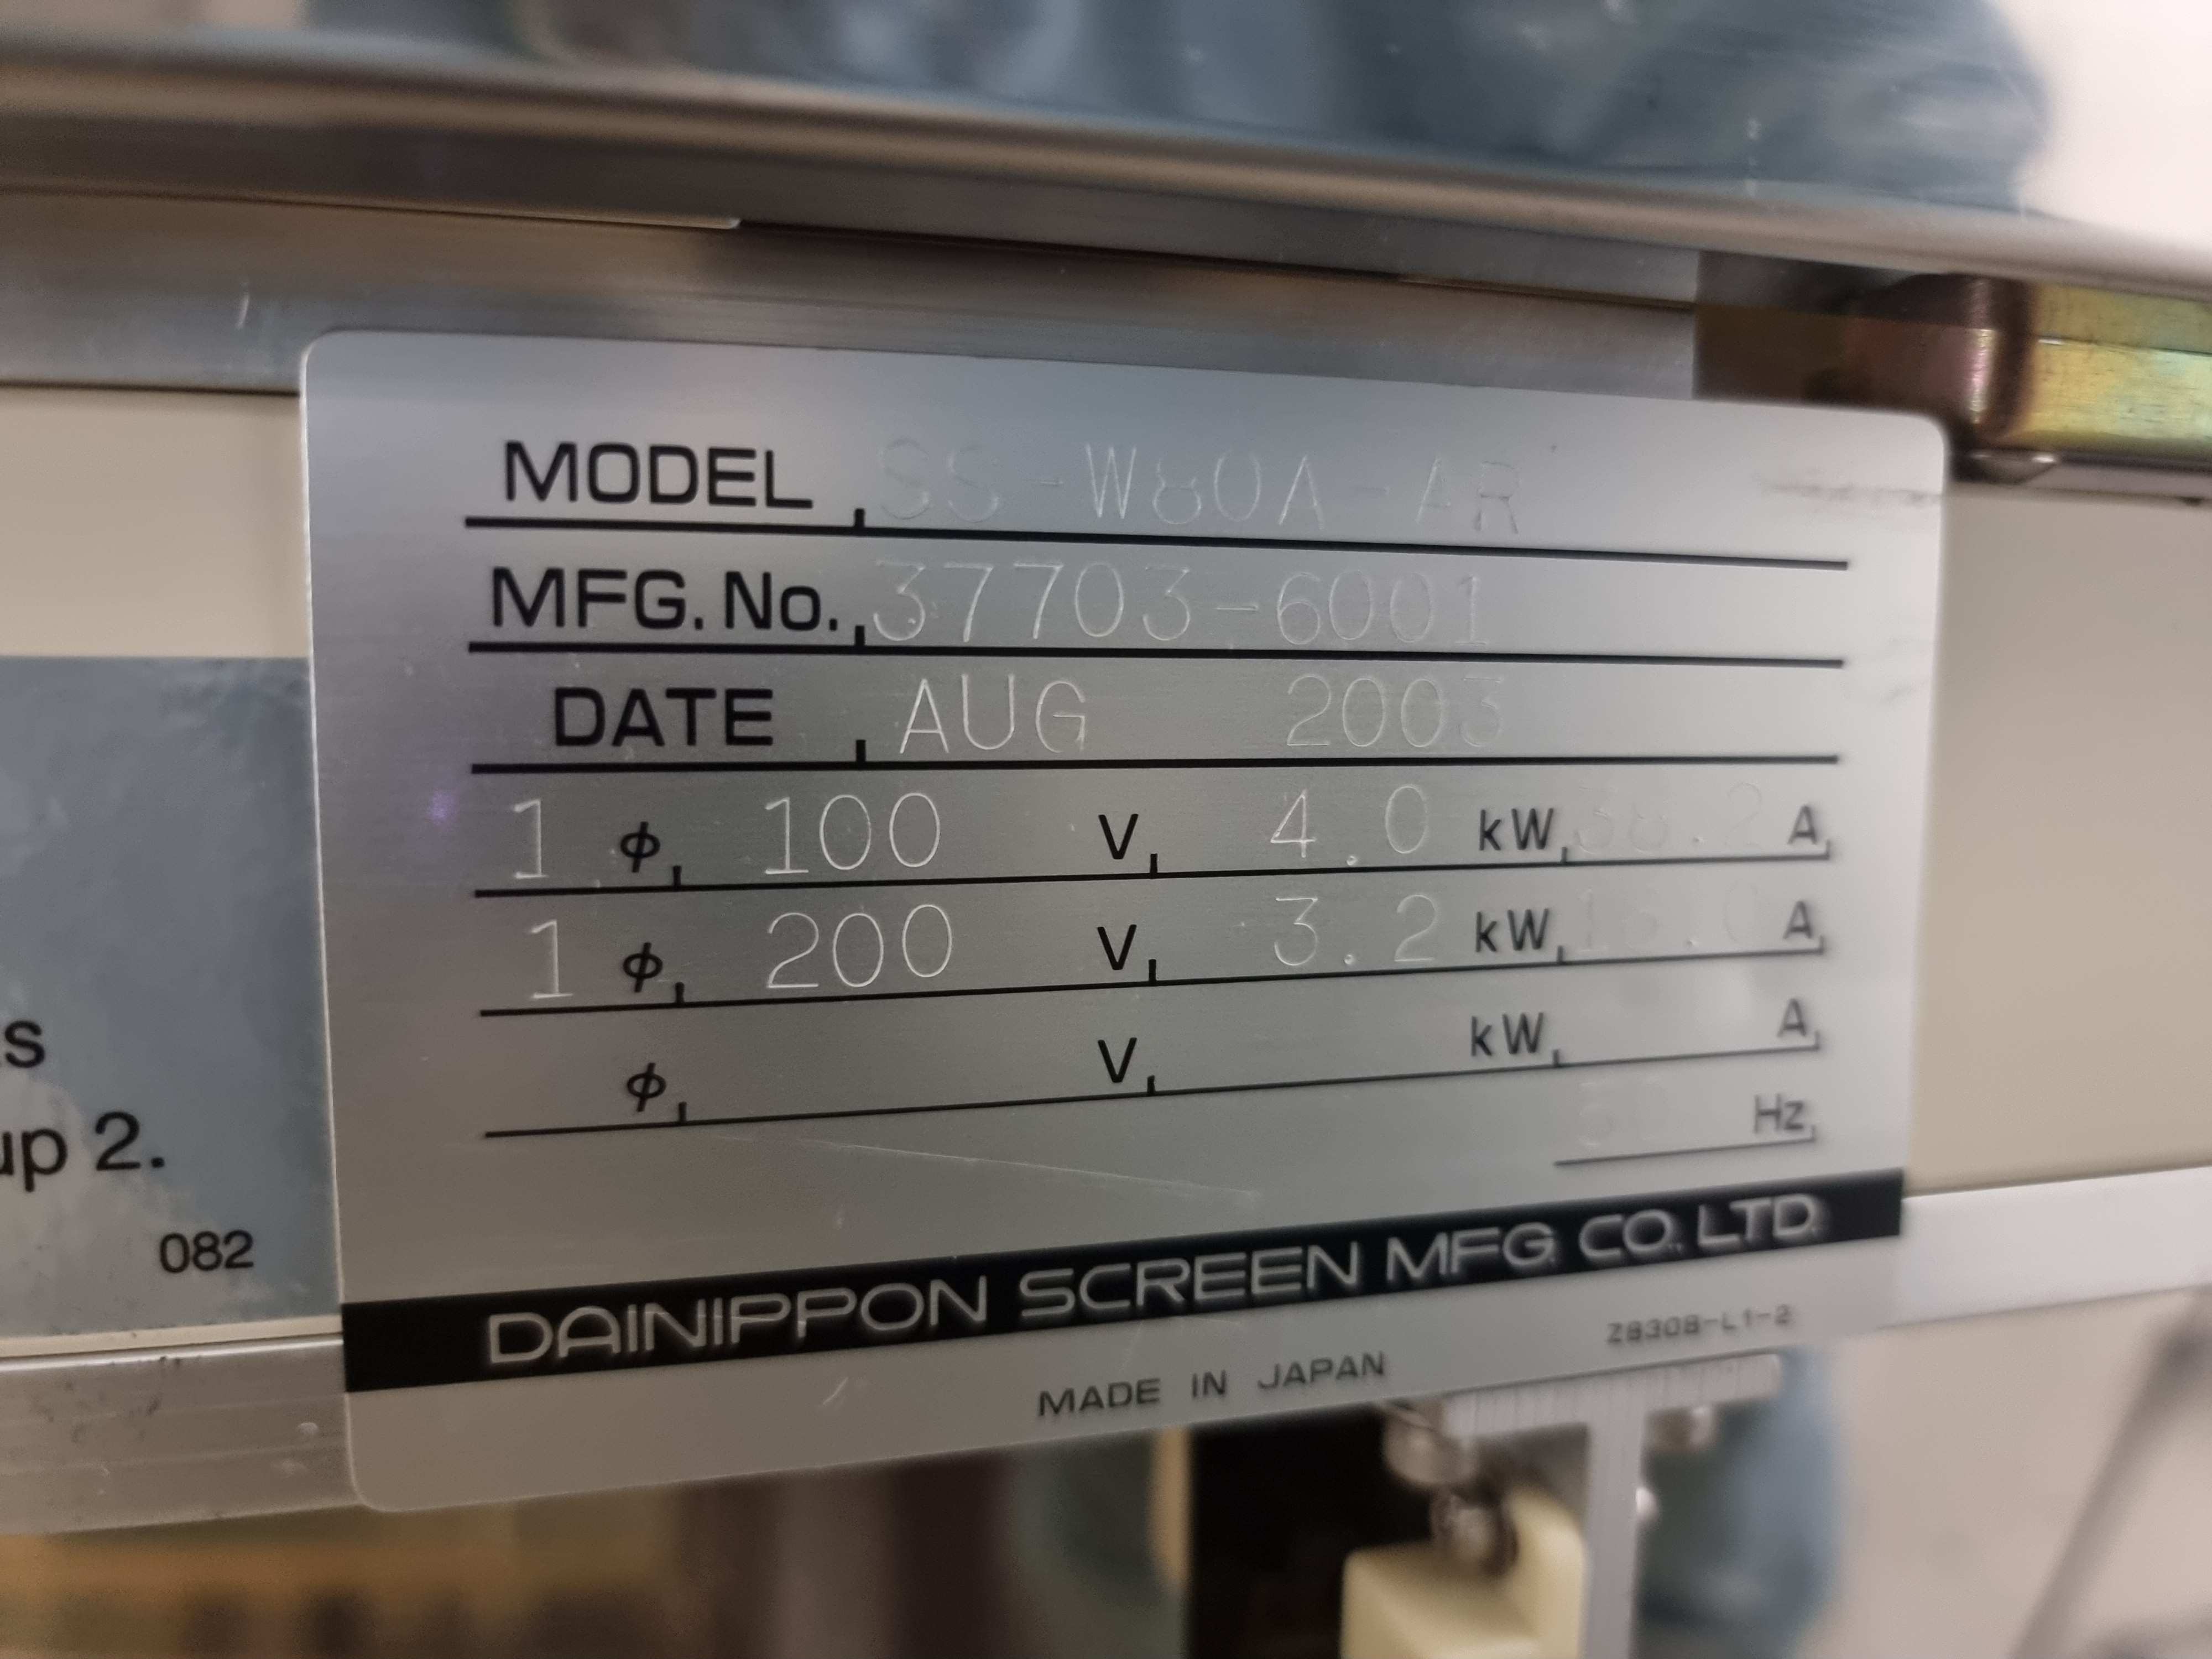 MODEL SS-W80A-AR
MFG. No. 37703-6001
DATE AUG 2003
1 ϕ 100 V 4.0 kW A
1 ϕ 200 V 3.2 kW A
ϕ V kW A
Hz
s
up 2.
082
DAINIPPON SCREEN MFG. CO. LTD.
MADE IN JAPAN
Z8308-L1-2